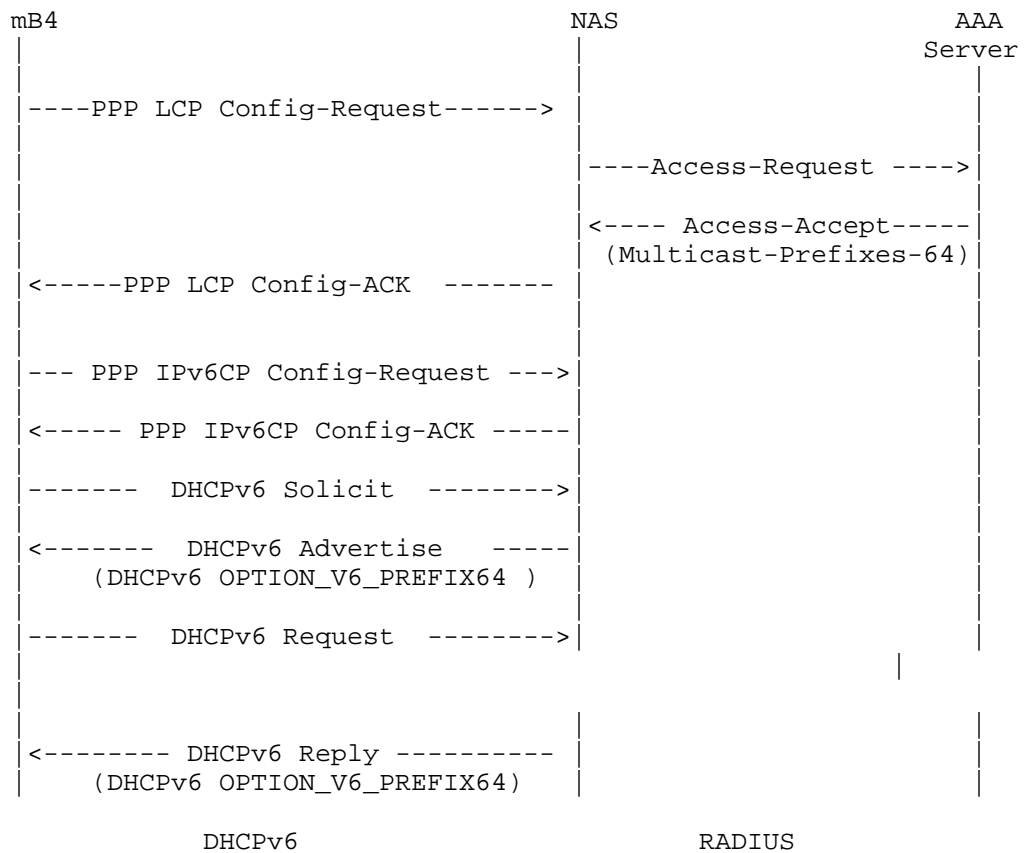 mB4 NAS AAA
Server
----PPP LCP Config-Request------>
----Access-Request ---->
<---- Access-Accept-----
(Multicast-Prefixes-64)
<-----PPP LCP Config-ACK -------
--- PPP IPv6CP Config-Request --->
<----- PPP IPv6CP Config-ACK -----
------- DHCPv6 Solicit -------->
<------- DHCPv6 Advertise -----
(DHCPv6 OPTION_V6_PREFIX64 )
------- DHCPv6 Request -------->
<-------- DHCPv6 Reply ----------
(DHCPv6 OPTION_V6_PREFIX64)
DHCPv6 RADIUS